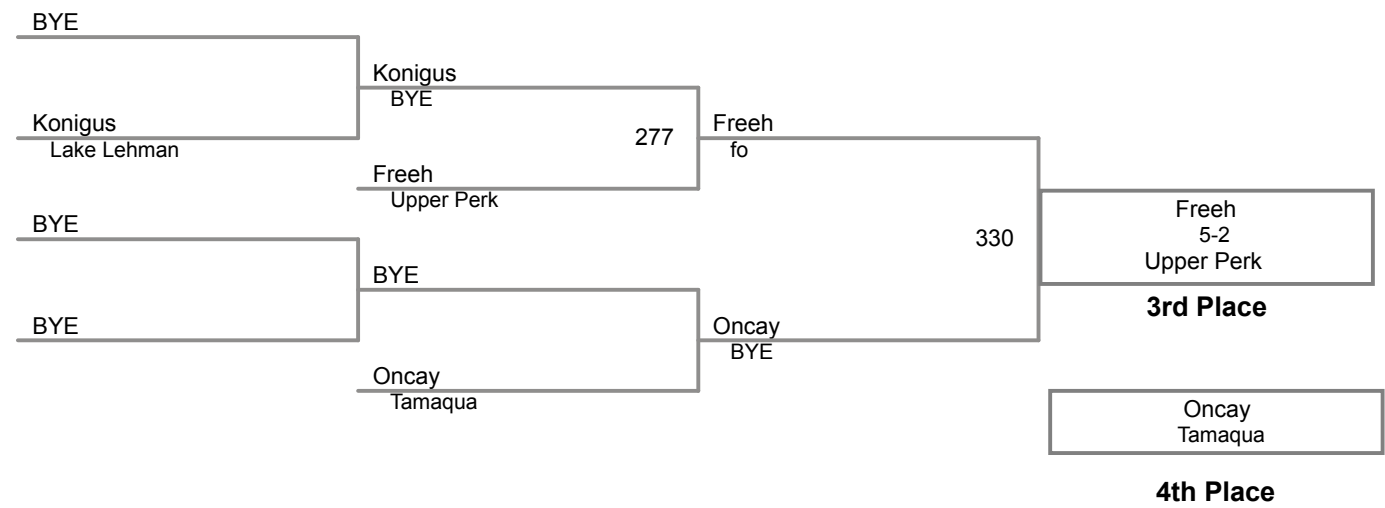 BYE
Konigus
BYE
Konigus
Lake Lehman
277
Freeh
fo
Freeh
Upper Perk
BYE
330
Freeh
5-2
Upper Perk
BYE
3rd Place
BYE
Oncay
BYE
Oncay
Tamaqua
Oncay
Tamaqua
4th Place